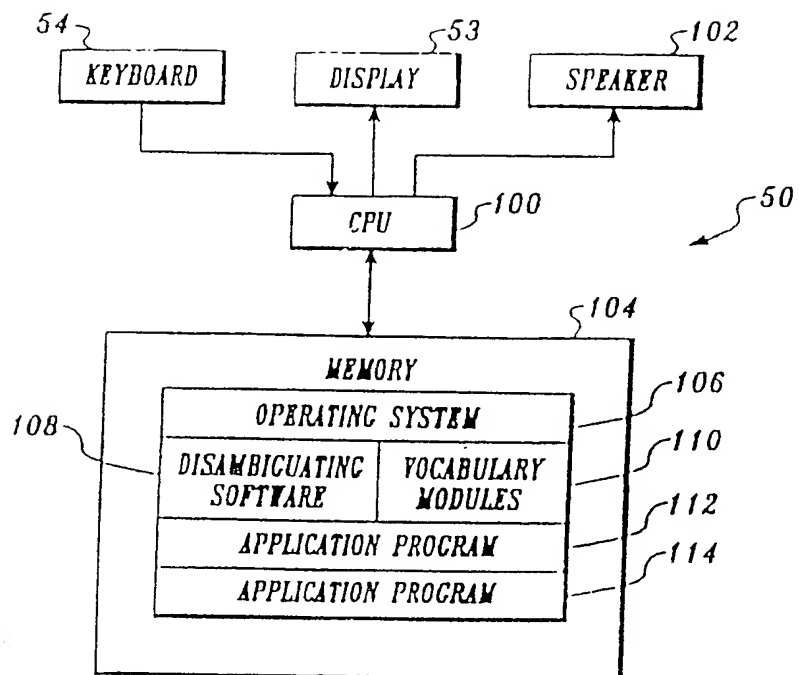 54
53
102
KEYBOARD
DISPLAY
SPEAKER
CPU
100
50
104
MEMORY
OPERATING SYSTEM
106
108
DISAMBIGUATING
SOFTWARE
VOCABULARY
MODULES
110
APPLICATION PROGRAM
112
APPLICATION PROGRAM
114